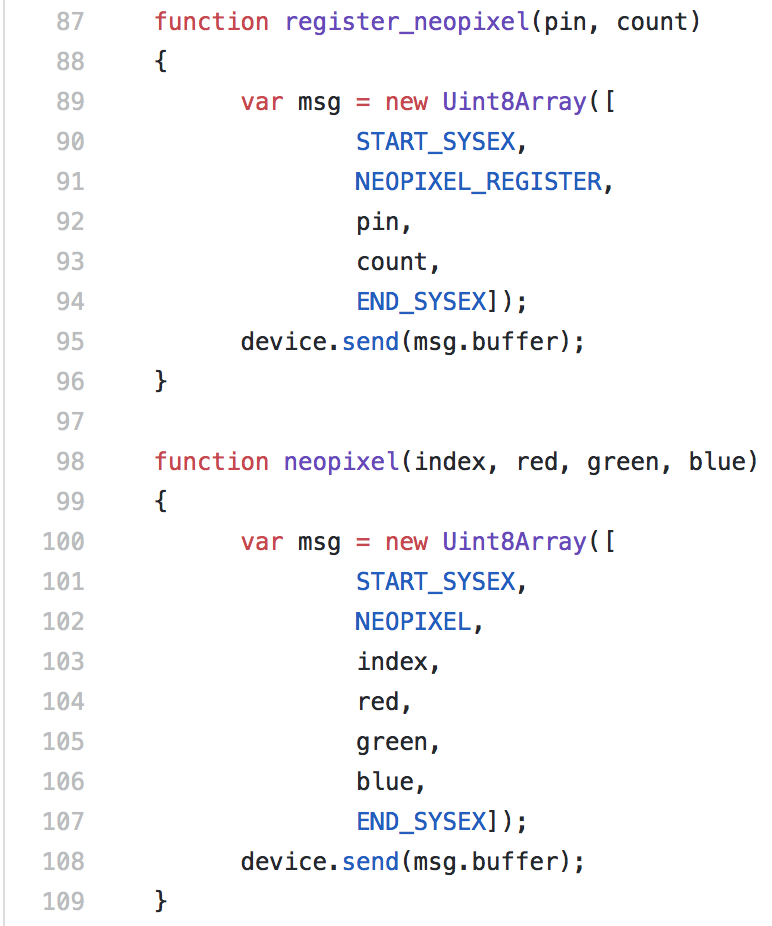 87 function register_neopixel(pin, count)
88 {
89 var msg = new Uint8Array([
90 START_SYSEX,
91 NEOPIXEL_REGISTER,
92 pin,
93 count,
94 END_SYSEX]);
95 device.send(msg.buffer);
96 }
97
98 function neopixel(index, red, green, blue)
99 {
100 var msg = new Uint8Array([
101 START_SYSEX,
102 NEOPIXEL,
103 index,
104 red,
105 green,
106 blue,
107 END_SYSEX]);
108 device.send(msg.buffer);
109 }